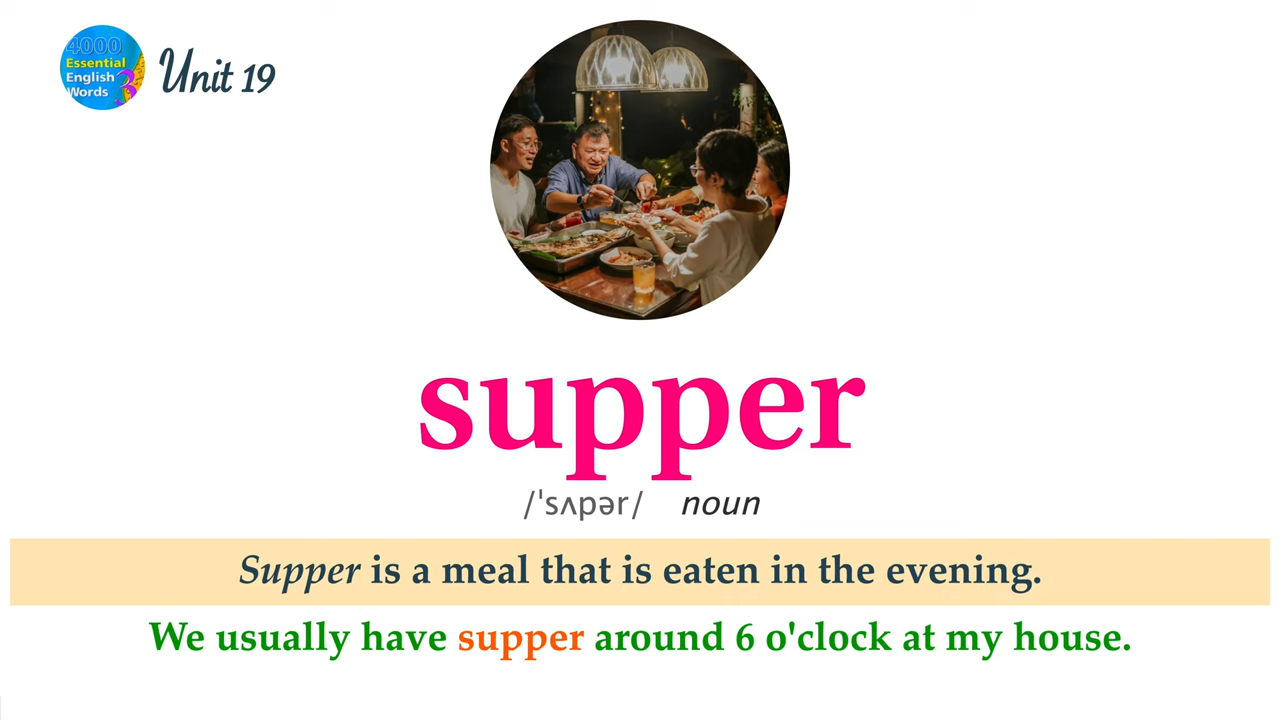 4000
Essential
English
Words 3
Unit 19
supper
/ˈsʌpər/ noun
Supper is a meal that is eaten in the evening.
We usually have supper around 6 o'clock at my house.